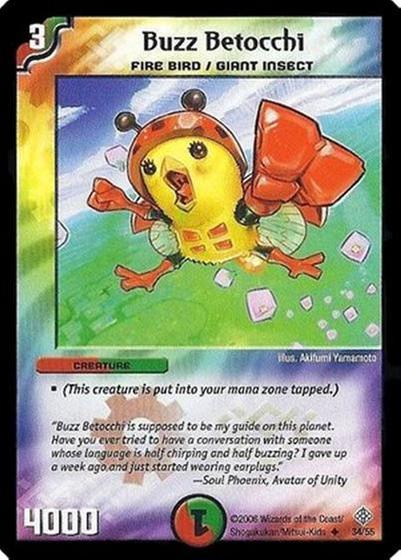 3
Buzz Betocchi
FIRE BIRD / GIANT INSECT
illus. Akifumi Yamamoto
CREATURE
▪ (This creature is put into your mana zone tapped.)
"Buzz Betocchi is supposed to be my guide on this planet.
Have you ever tried to have a conversation with someone
whose language is half chirping and half buzzing? I gave up
a week ago and just started wearing earplugs."
—Soul Phoenix, Avatar of Unity
4000
1
©2006 Wizards of the Coast/
Shogakukan/Mitsui-Kids ♦ 34/55